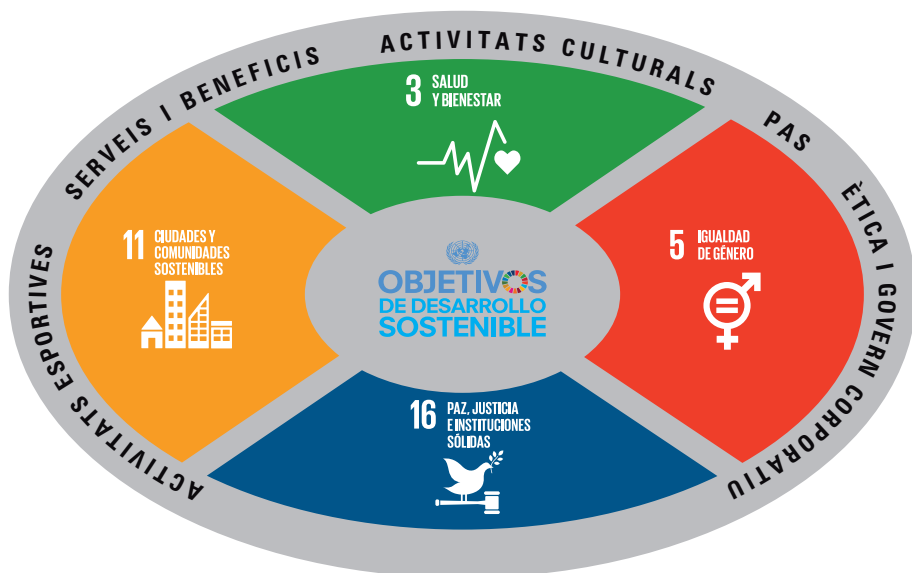 ACTIVITATS CULTURALS
SERVEIS I BENEFICIS
PAS
ÈTICA I GOVERN CORPORATIU
ACTIVITATS ESPORTIVES
3 SALUD
Y BIENESTAR
11 CIUDADES Y
COMUNIDADES
SOSTENIBLES
5 IGUALDAD
DE GÉNERO
OBJETIVOS
DE DESARROLLO
SOSTENIBLE
16 PAZ, JUSTICIA
E INSTITUCIONES
SÓLIDAS